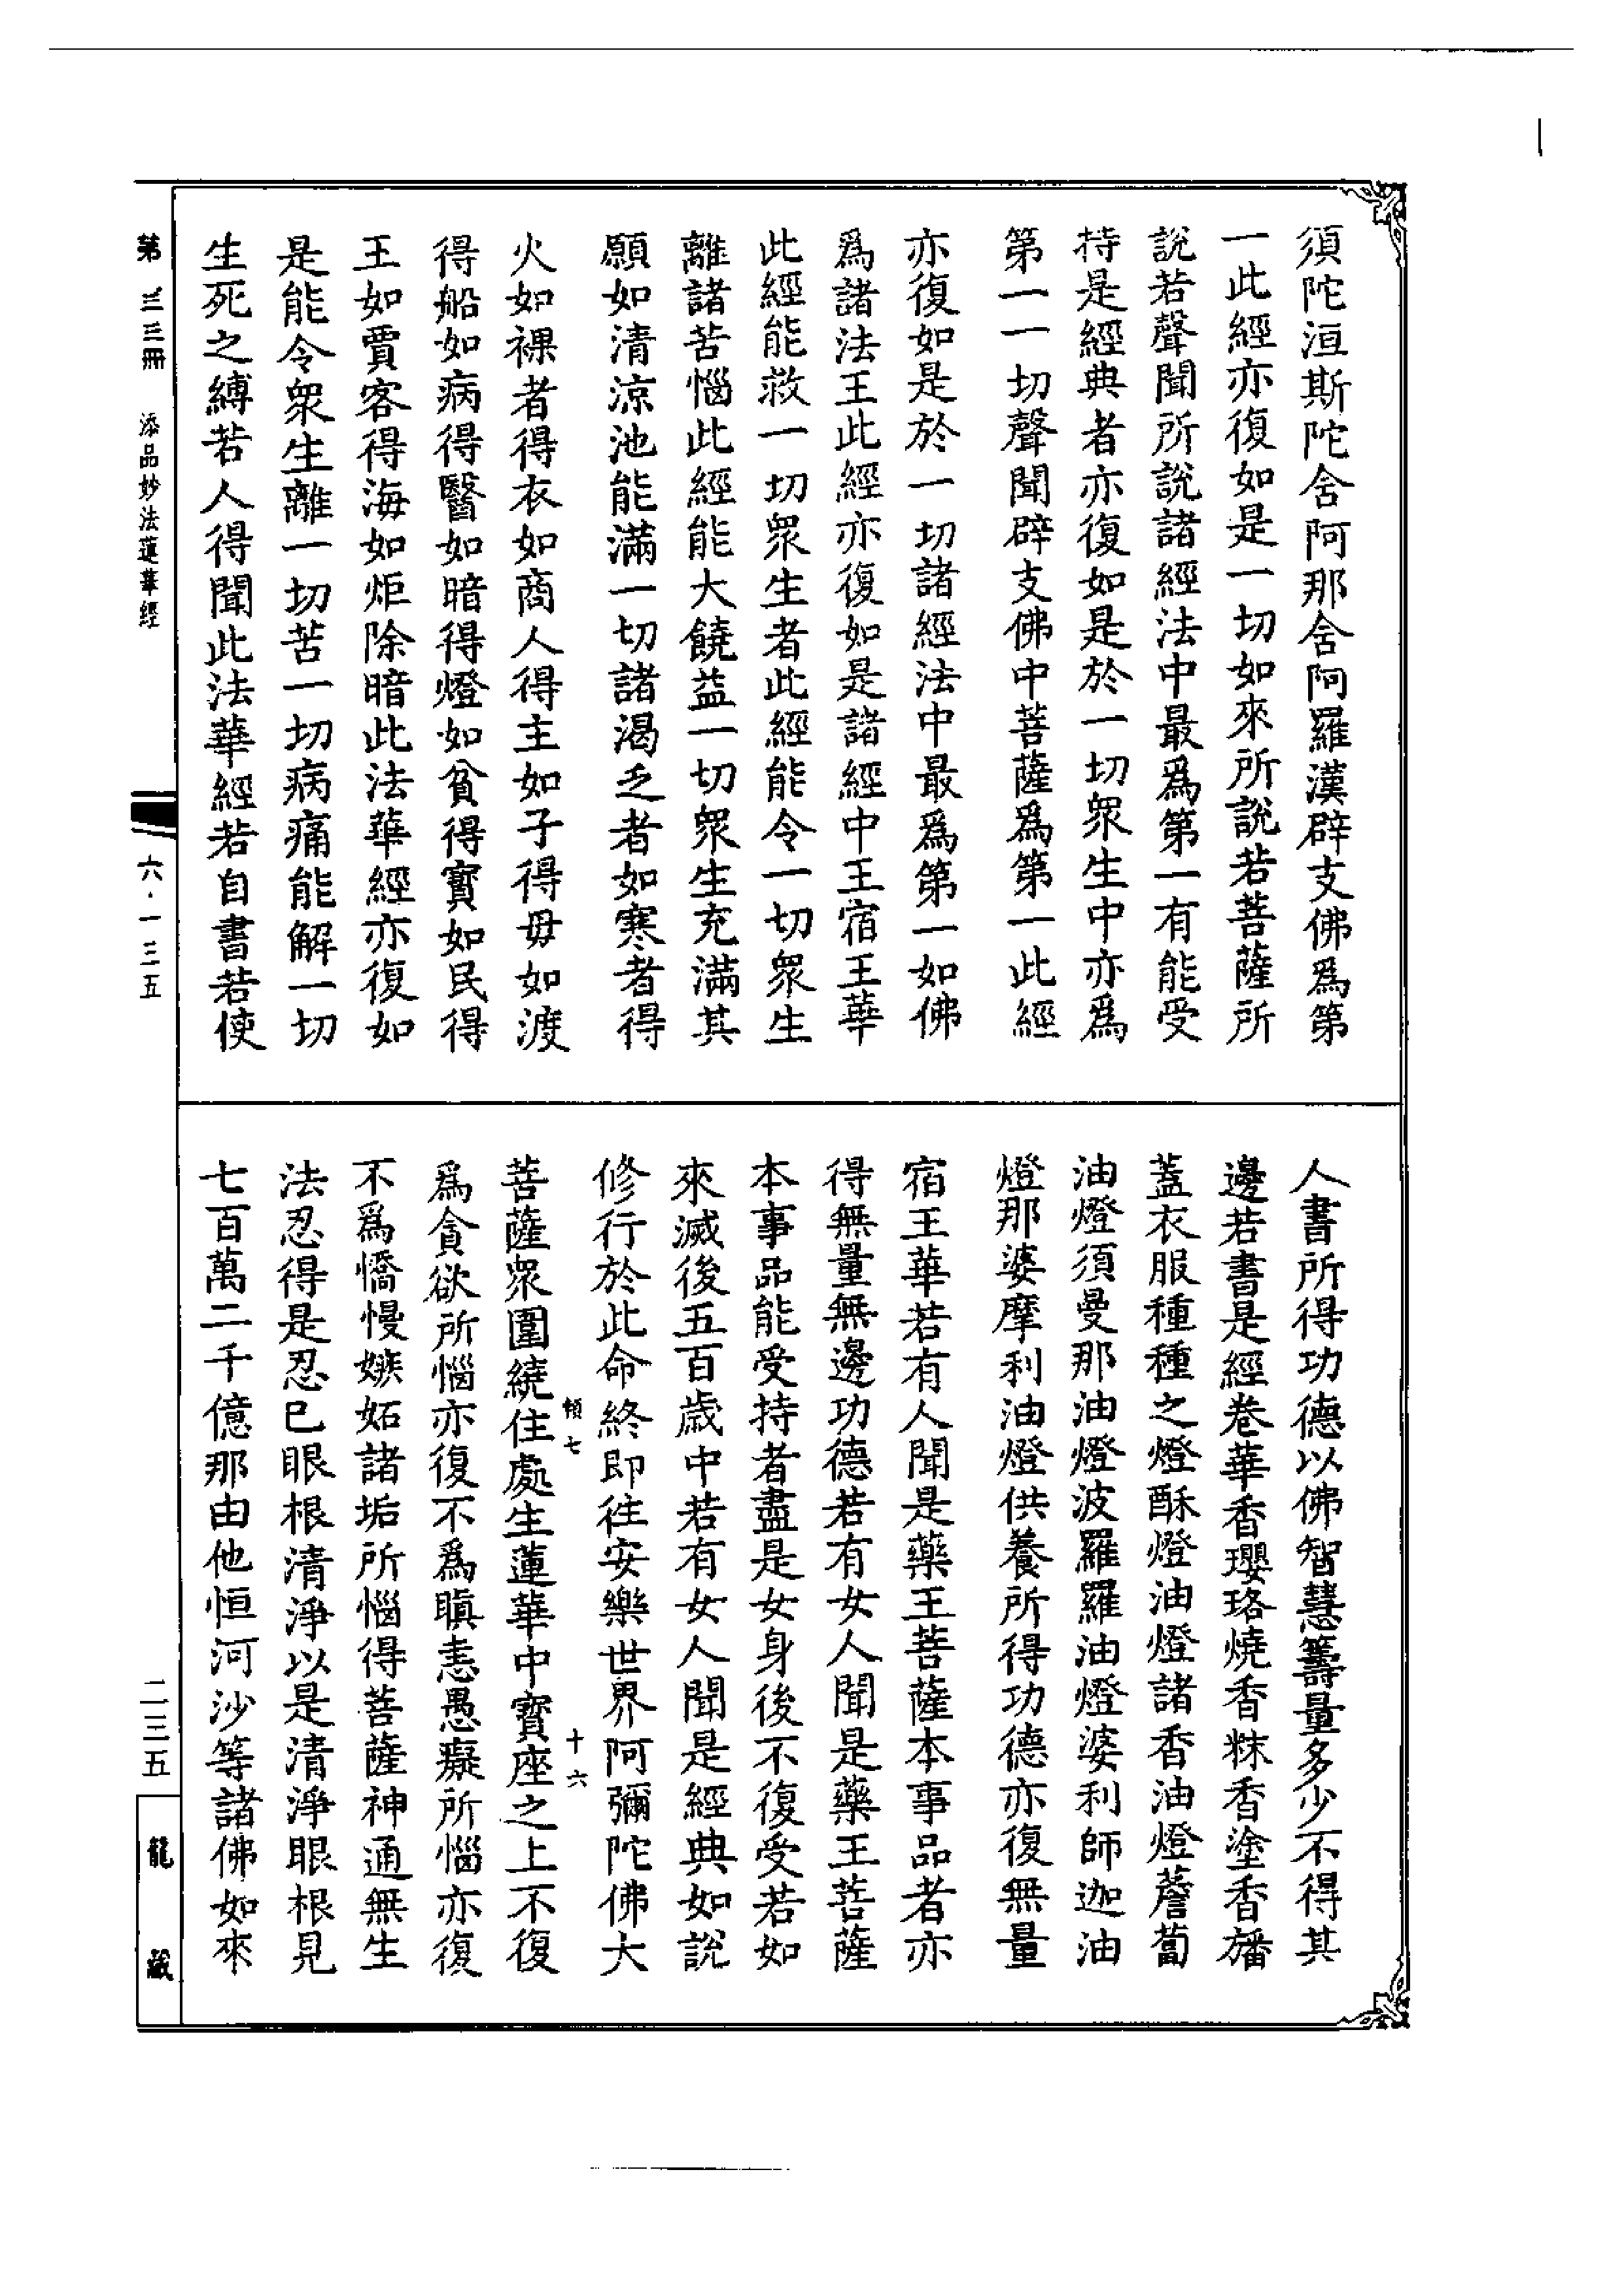 須陀洹斯陀含阿那含阿羅漢辟支佛爲第
一此經亦復如是一切如來所說若菩薩所
說若聲聞所說諸經法中最爲第一有能受
持是經典者亦復如是於一切衆生中亦爲
第一一切聲聞辟支佛中菩薩爲第一此經
亦復如是於一切諸經法中最爲第一如佛
爲諸法王此經亦復如是諸經中王宿王華
此經能救一切衆生者此經能令一切衆生
離諸苦惱此經能大饒益一切衆生充滿其
願如清涼池能滿一切諸渴乏者如寒者得
火如裸者得衣如商人得主如子得母如渡
得船如病得醫如暗得燈如貧得寶如民得
王如賈客得海如炬除暗此法華經亦復如
是能令衆生離一切苦一切病痛能解一切
生死之縛若人得聞此法華經若自書若使
人書所得功德以佛智慧籌量多少不得其
邊若書是經卷華香瓔珞燒香粖香塗香旛
蓋衣服種種之燈酥燈油燈諸香油燈薝蔔
油燈須曼那油燈波羅羅油燈婆利師迦油
燈那婆摩利油燈供養所得功德亦復無量
宿王華若有人聞是藥王菩薩本事品者亦
得無量無邊功德若有女人聞是藥王菩薩
本事品能受持者盡是女身後不復受若如
來滅後五百歲中若有女人聞是經典如說
修行於此命終即往安樂世界阿彌陀佛大
菩薩衆圍繞住處生蓮華中寶座之上不復
爲貪欲所惱亦復不爲瞋恚愚癡所惱亦復
不爲憍慢嫉妬諸垢所惱得菩薩神通無生
法忍得是忍已眼根清淨以是清淨眼根見
七百萬二千億那由他恒河沙等諸佛如來
傾七
十六
第三三冊 添品妙法蓮華經
六·一三五
二三五
龍藏